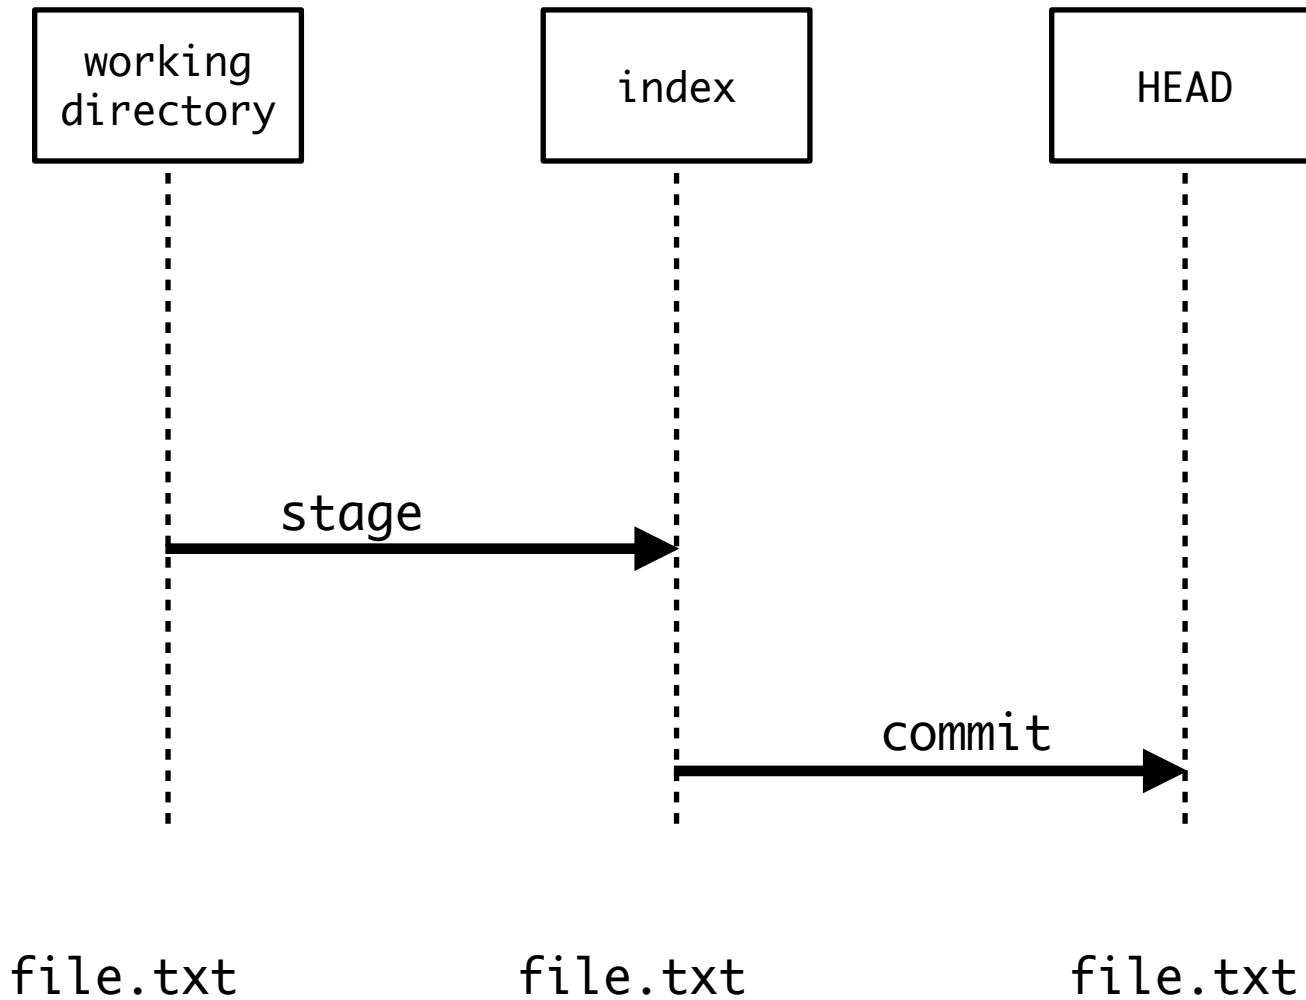 working
directory
index
HEAD
stage
commit
file.txt
file.txt
file.txt